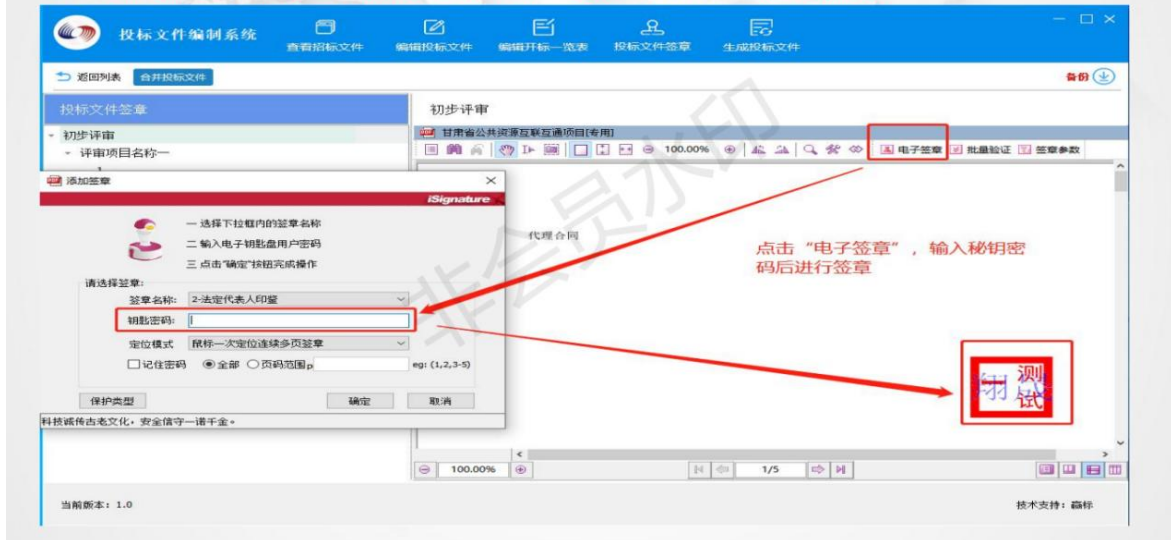 投标文件编制系统
查看招标文件
编辑投标文件
编辑开标一览表
投标文件签章
生成投标文件
返回列表
合并投标文件
备份
投标文件签章
初步评审
初步评审
评审项目名称一
甘肃省公共资源互联互通项目[专用]
100.00%
电子签章
批量验证
签章参数
添加签章
iSignature
一 选择下拉框内的签章名称
二 输入电子钥匙盘用户密码
三 点击"确定"按钮完成操作
请选择签章:
签章名称: 2-法定代表人印鉴
钥匙密码:
定位模式 鼠标一次定位连续多页签章
记住密码 全部 页码范围 eg: (1,2,3-5)
保护类型
确定
取消
科技诚传古老文化，安全信守一诺千金。
代理合同
点击“电子签章”，输入秘钥密
码后进行签章
测
试
100.00%
1/5
当前版本: 1.0
技术支持: 赢标
非会员水印